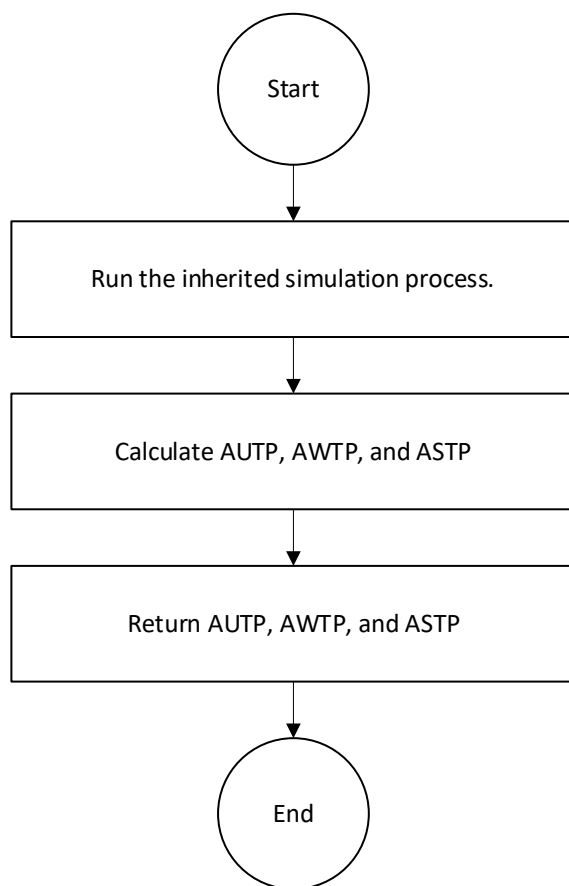 Start
Run the inherited simulation process.
Calculate AUTP, AWTP, and ASTP
Return AUTP, AWTP, and ASTP
End